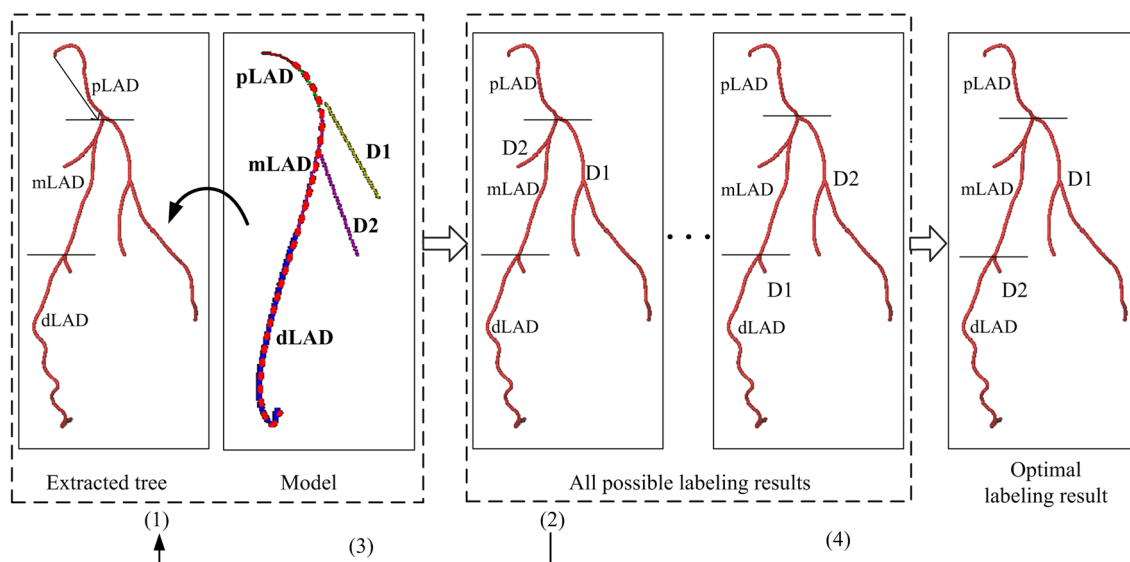 pLAD
mLAD
dLAD
Extracted tree
pLAD
D1
mLAD
D2
dLAD
Model
pLAD
D2
D1
mLAD
dLAD
. . .
pLAD
mLAD
D2
D1
dLAD
All possible labeling results
pLAD
mLAD
D1
D2
dLAD
Optimal
labeling result
(1)
(2)
(3)
(4)